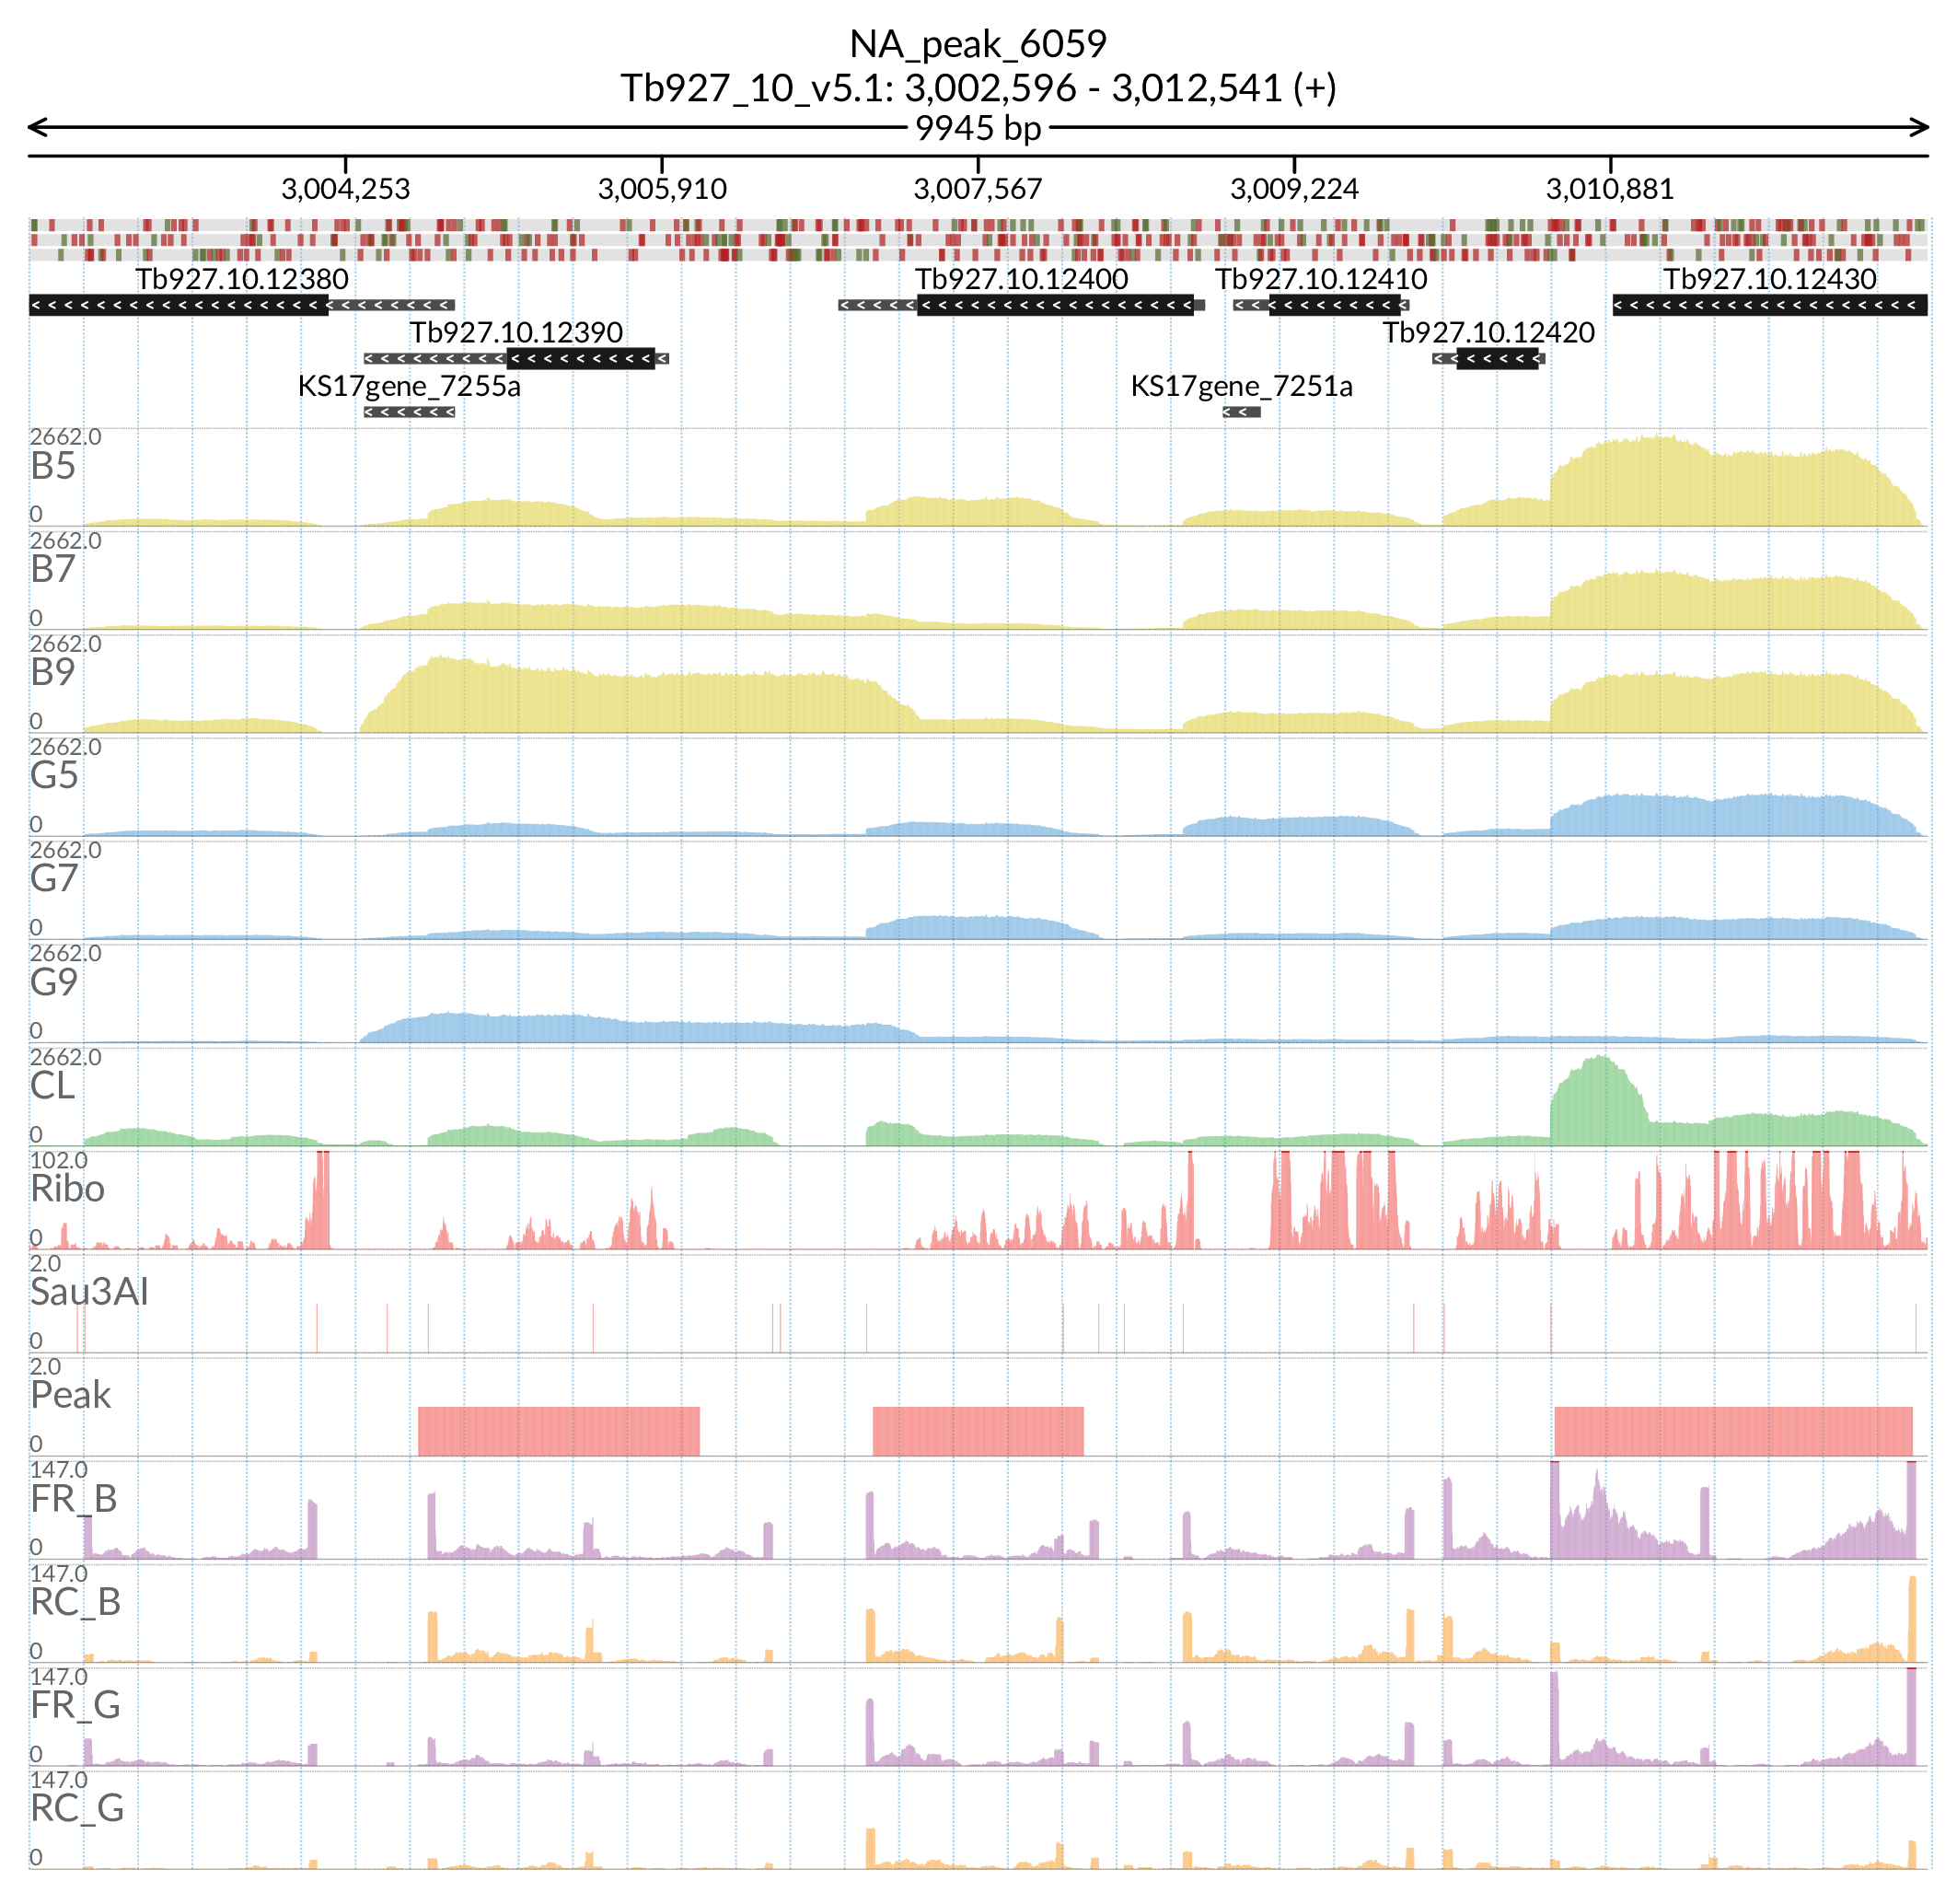 NA_peak_6059
Tb927_10_v5.1: 3,002,596 - 3,012,541 (+)
9945 bp
3,004,253 3,005,910 3,007,567 3,009,224 3,010,881
Tb927.10.12380 Tb927.10.12400 Tb927.10.12410 Tb927.10.12430
Tb927.10.12390 Tb927.10.12420
KS17gene_7255a KS17gene_7251a
2662.0
B5
0
2662.0
B7
0
2662.0
B9
0
2662.0
G5
0
2662.0
G7
0
2662.0
G9
0
2662.0
CL
0
102.0
Ribo
0
2.0
Sau3AI
0
2.0
Peak
0
147.0
FR_B
0
147.0
RC_B
0
147.0
FR_G
0
147.0
RC_G
0